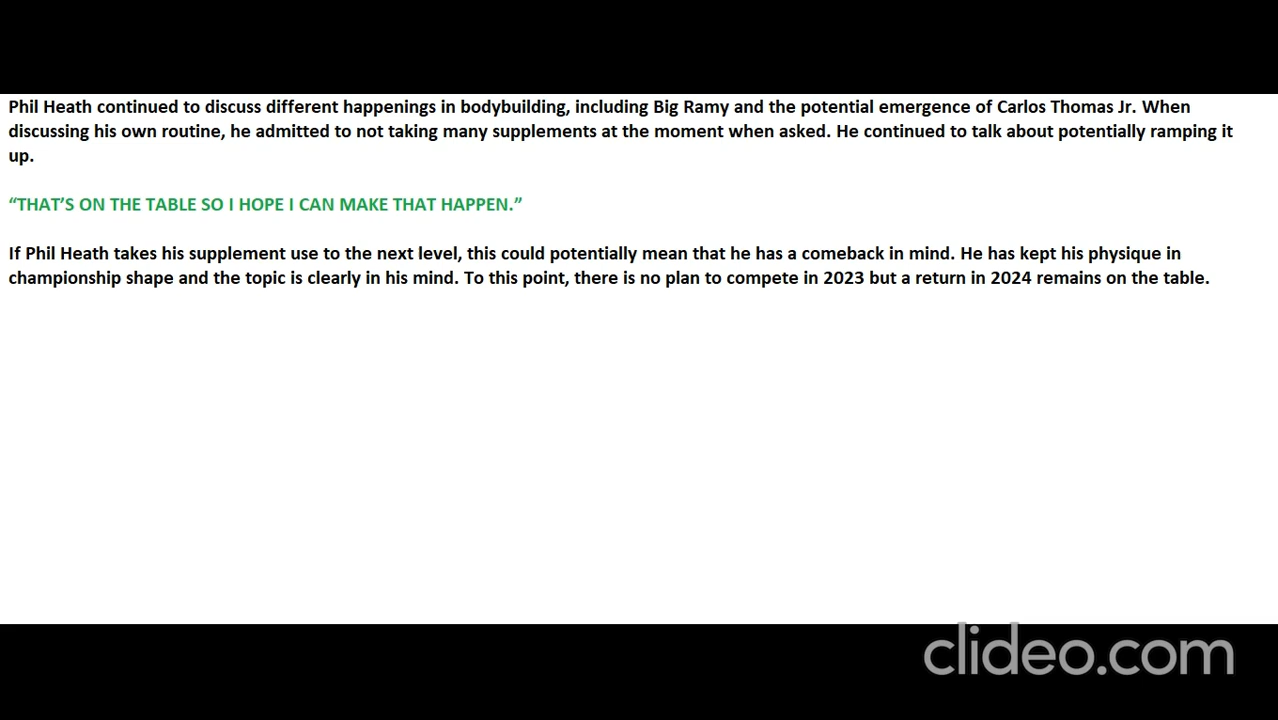 Phil Heath continued to discuss different happenings in bodybuilding, including Big Ramy and the potential emergence of Carlos Thomas Jr. When
discussing his own routine, he admitted to not taking many supplements at the moment when asked. He continued to talk about potentially ramping it
up.
“THAT’S ON THE TABLE SO I HOPE I CAN MAKE THAT HAPPEN.”
If Phil Heath takes his supplement use to the next level, this could potentially mean that he has a comeback in mind. He has kept his physique in
championship shape and the topic is clearly in his mind. To this point, there is no plan to compete in 2023 but a return in 2024 remains on the table.
clideo.com